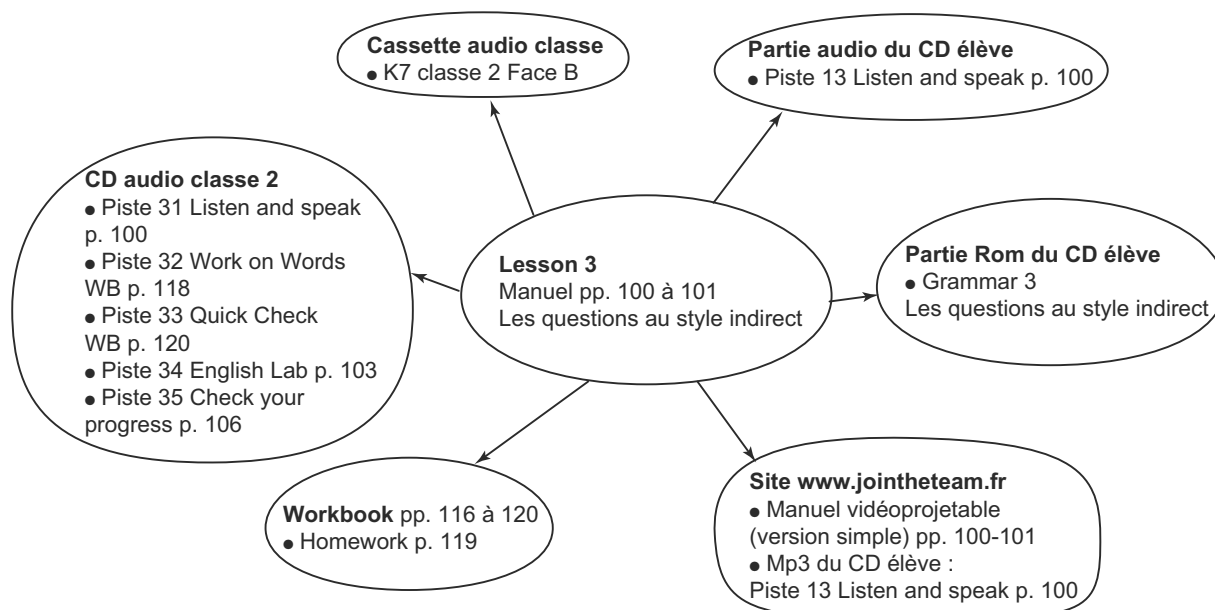 Cassette audio classe
● K7 classe 2 Face B
Partie audio du CD élève
● Piste 13 Listen and speak p. 100
CD audio classe 2
● Piste 31 Listen and speak
p. 100
● Piste 32 Work on Words
WB p. 118
● Piste 33 Quick Check
WB p. 120
● Piste 34 English Lab p. 103
● Piste 35 Check your
progress p. 106
Lesson 3
Manuel pp. 100 à 101
Les questions au style indirect
Partie Rom du CD élève
● Grammar 3
Les questions au style indirect
Workbook pp. 116 à 120
● Homework p. 119
Site www.jointheteam.fr
● Manuel vidéoprojetable
(version simple) pp. 100-101
● Mp3 du CD élève :
Piste 13 Listen and speak p. 100